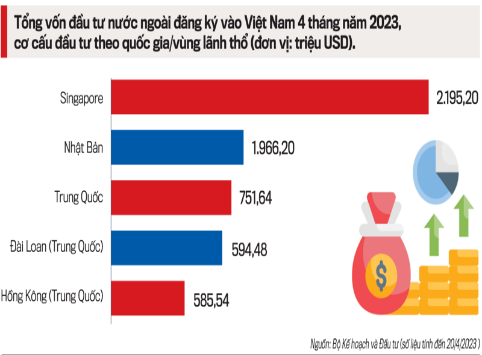 Tổng vốn đầu tư nước ngoài đăng ký vào Việt Nam 4 tháng năm 2023,
cơ cấu đầu tư theo quốc gia/vùng lãnh thổ (đơn vị: triệu USD).
Singapore 2.195,20
Nhật Bản 1.966,20
Trung Quốc 751,64
Đài Loan (Trung Quốc) 594,48
Hồng Kông (Trung Quốc) 585,54
$
Nguồn: Bộ Kế hoạch và Đầu tư (số liệu tính đến 20/4/2023 )